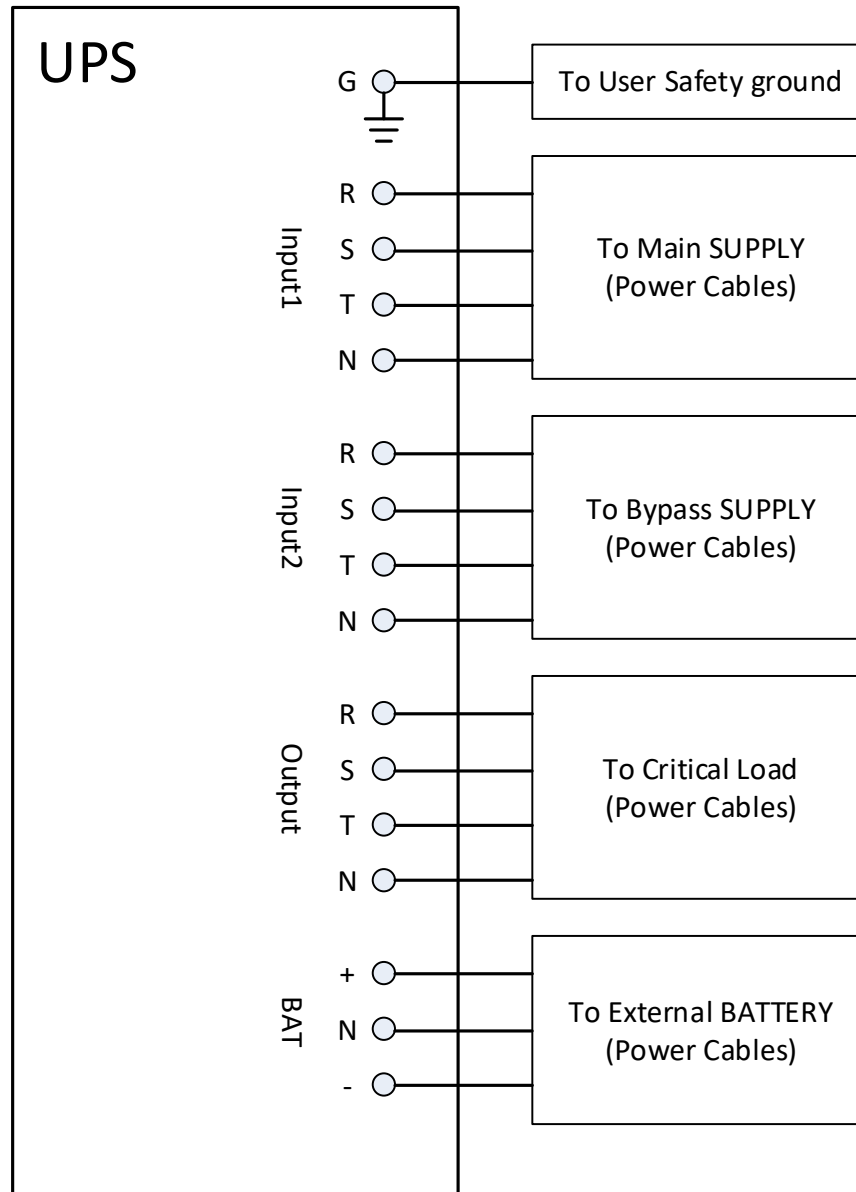 UPS
G
To User Safety ground
Input1
R
S
T
N
To Main SUPPLY
(Power Cables)
Input2
R
S
T
N
To Bypass SUPPLY
(Power Cables)
Output
R
S
T
N
To Critical Load
(Power Cables)
BAT
+
N
-
To External BATTERY
(Power Cables)